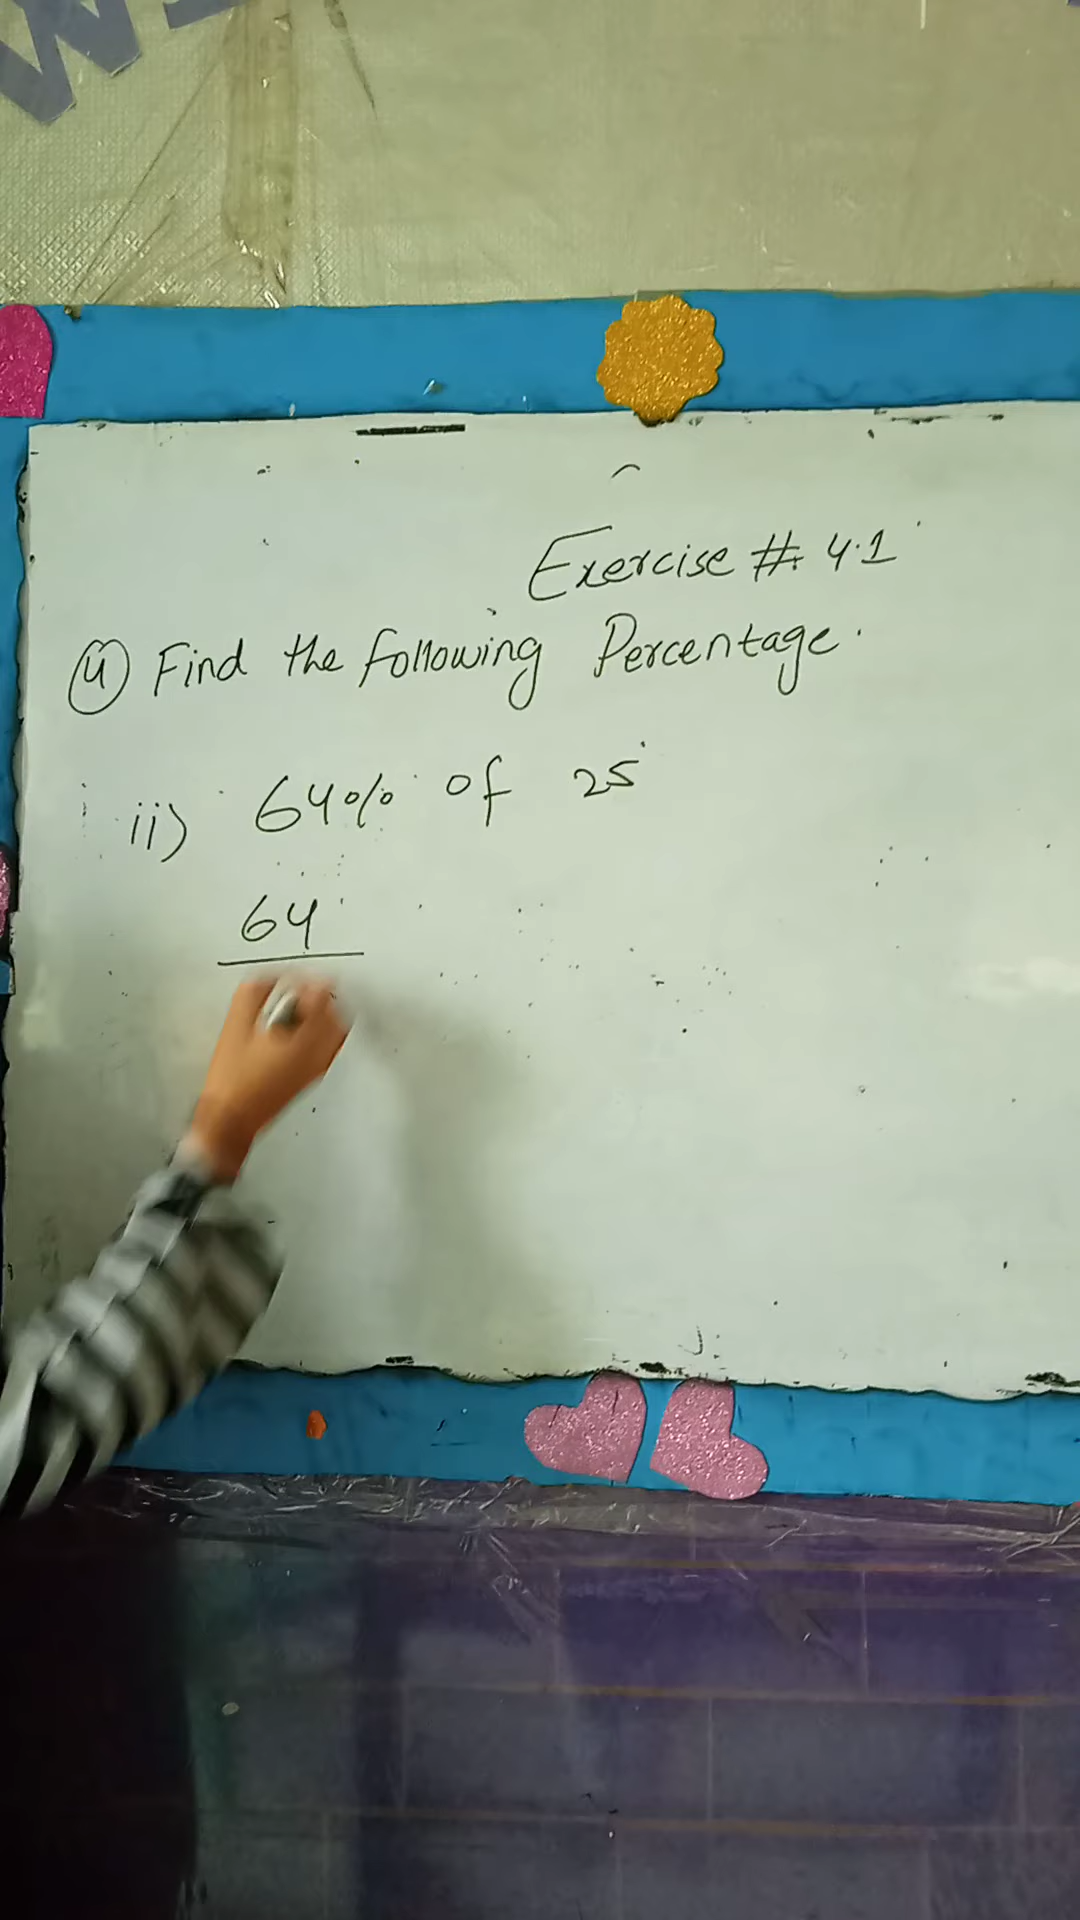 Exercise #. 4.1
④ Find the following Percentage.
ii) 64% of 25
64